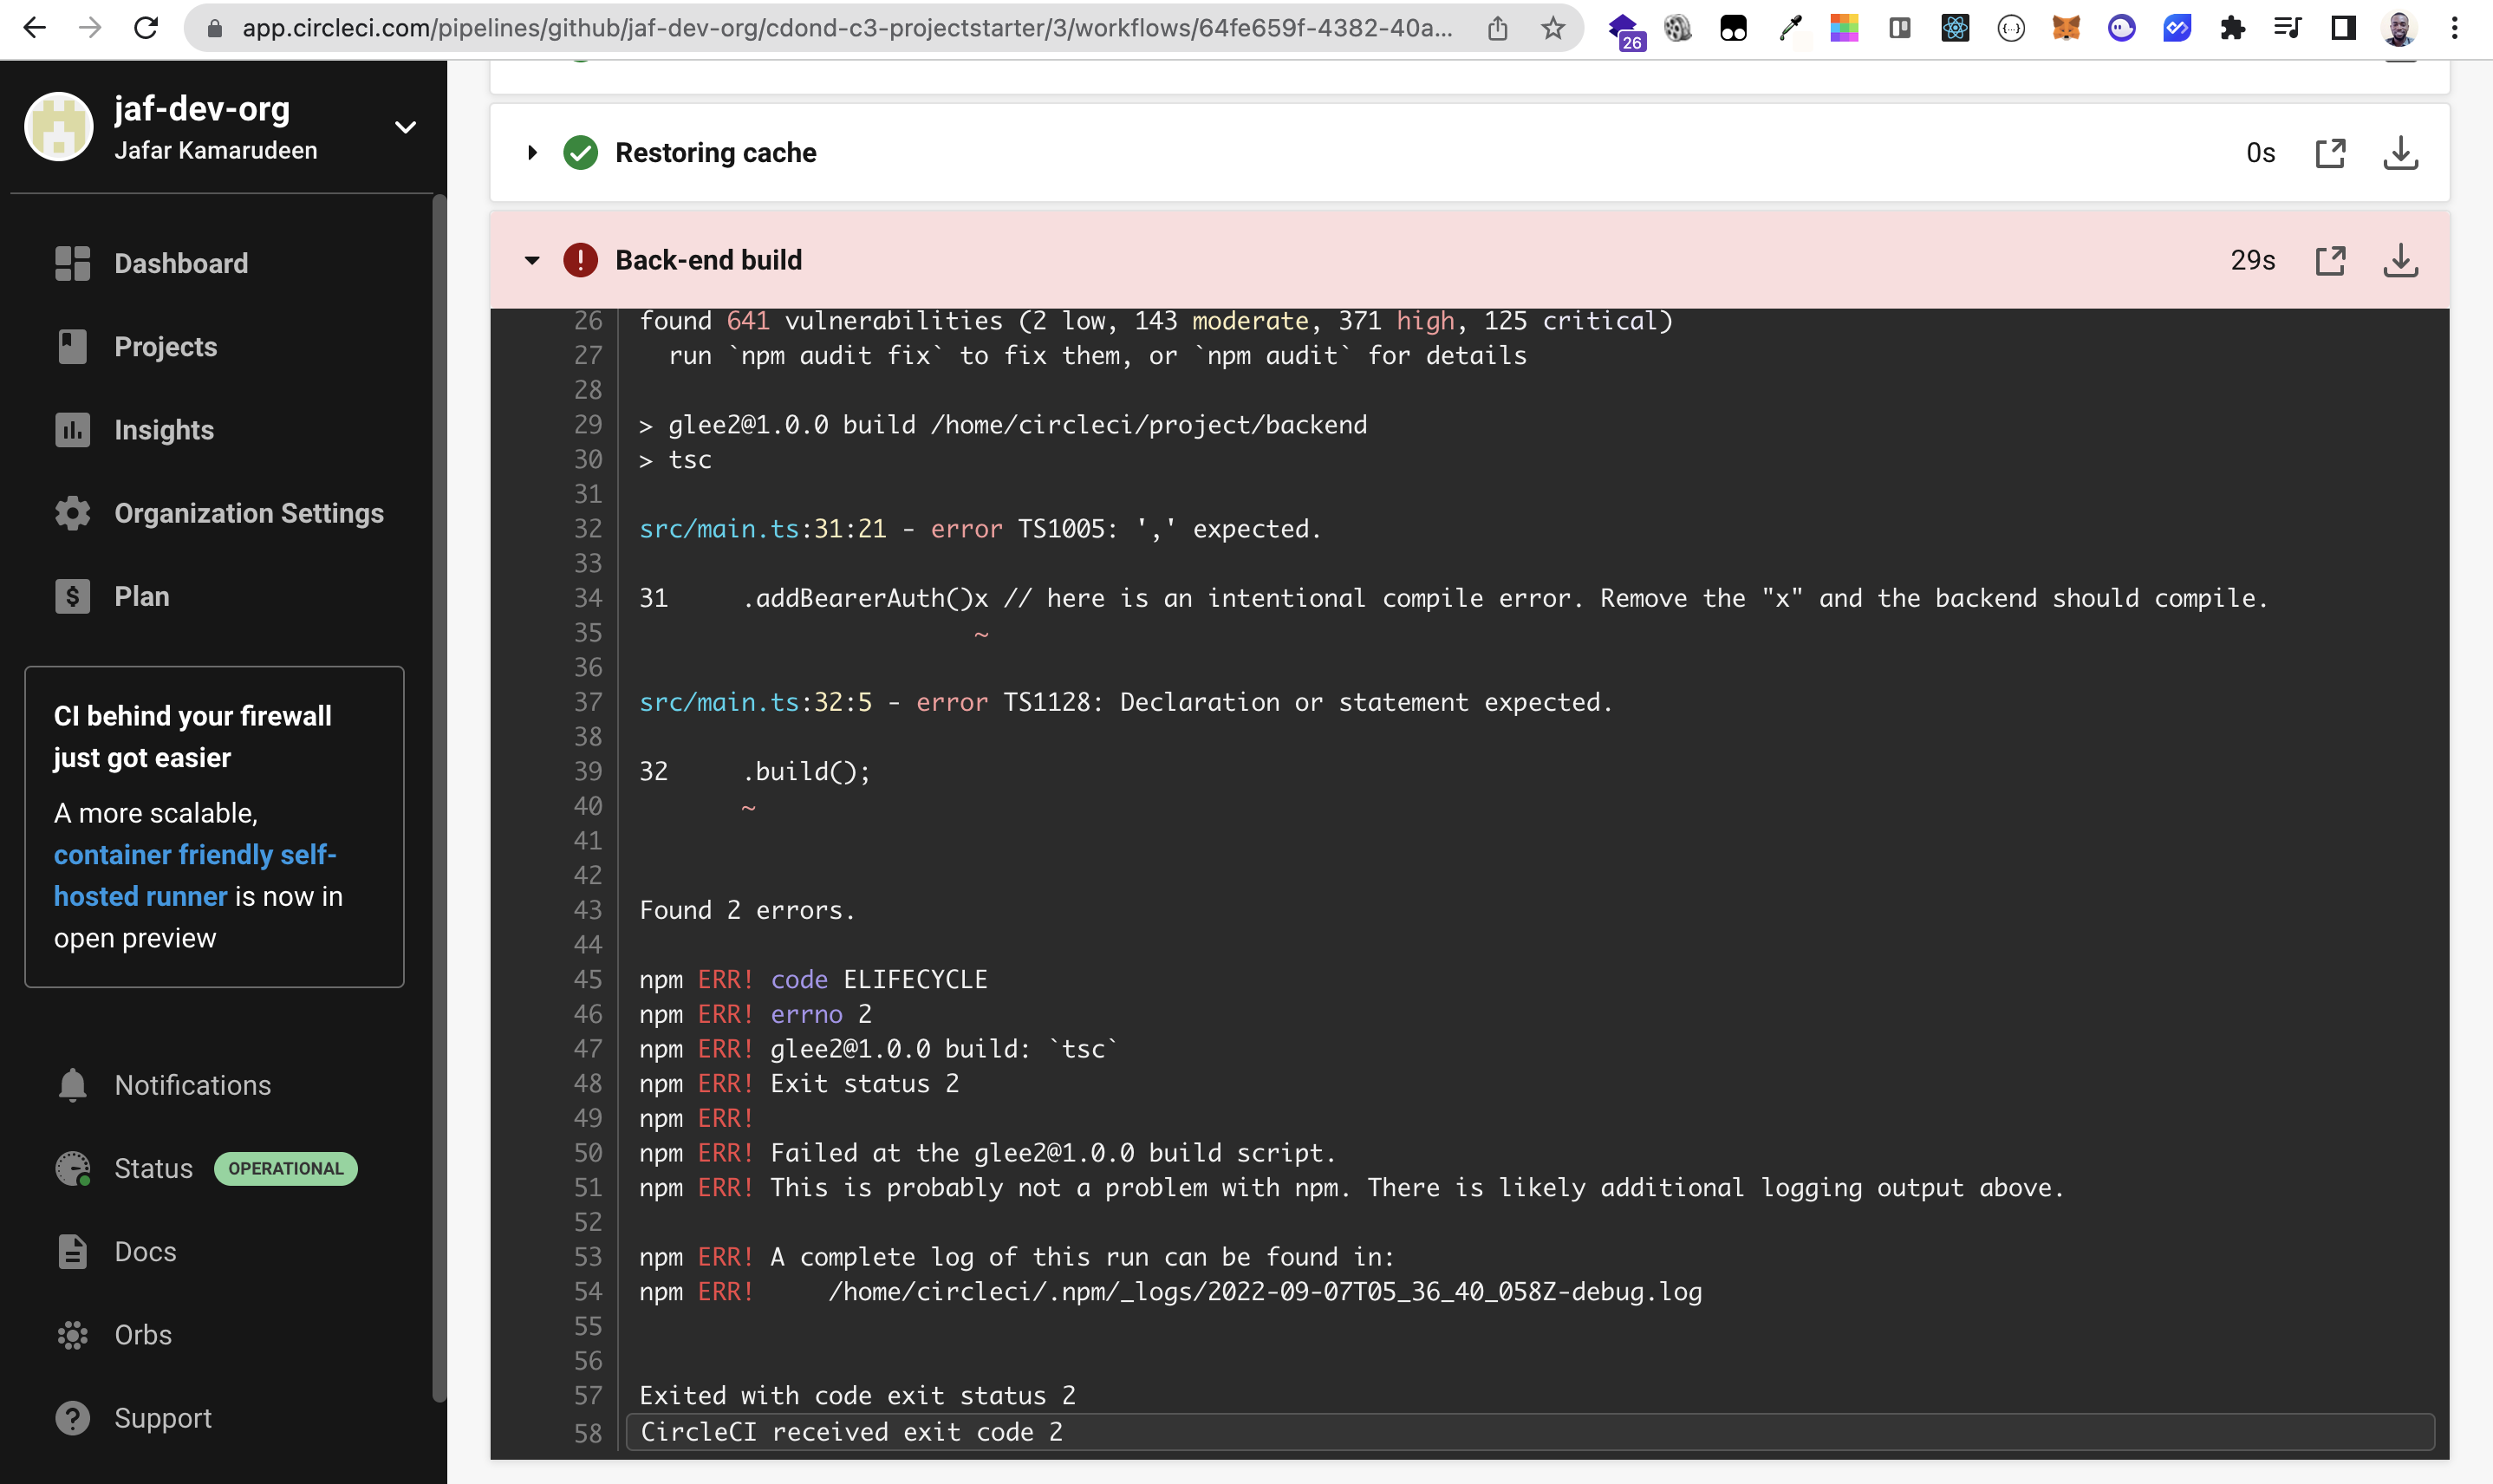 app.circleci.com/pipelines/github/jaf-dev-org/cdond-c3-projectstarter/3/workflows/64fe659f-4382-40a...
26
jaf-dev-org
Jafar Kamarudeen
Dashboard
Projects
Insights
Organization Settings
Plan
CI behind your firewall
just got easier
A more scalable,
container friendly self-
hosted runner is now in
open preview
Notifications
Status OPERATIONAL
Docs
Orbs
Support
Restoring cache 0s
Back-end build 29s
26 found 641 vulnerabilities (2 low, 143 moderate, 371 high, 125 critical)
27 run `npm audit fix` to fix them, or `npm audit` for details
28
29 > glee2@1.0.0 build /home/circleci/project/backend
30 > tsc
31
32 src/main.ts:31:21 - error TS1005: ',' expected.
33
34 31     .addBearerAuth()x // here is an intentional compile error. Remove the "x" and the backend should compile.
35                        ~
36
37 src/main.ts:32:5 - error TS1128: Declaration or statement expected.
38
39 32     .build();
40        ~
41
42
43 Found 2 errors.
44
45 npm ERR! code ELIFECYCLE
46 npm ERR! errno 2
47 npm ERR! glee2@1.0.0 build: `tsc`
48 npm ERR! Exit status 2
49 npm ERR!
50 npm ERR! Failed at the glee2@1.0.0 build script.
51 npm ERR! This is probably not a problem with npm. There is likely additional logging output above.
52
53 npm ERR! A complete log of this run can be found in:
54 npm ERR!     /home/circleci/.npm/_logs/2022-09-07T05_36_40_058Z-debug.log
55
56
57 Exited with code exit status 2
58 CircleCI received exit code 2